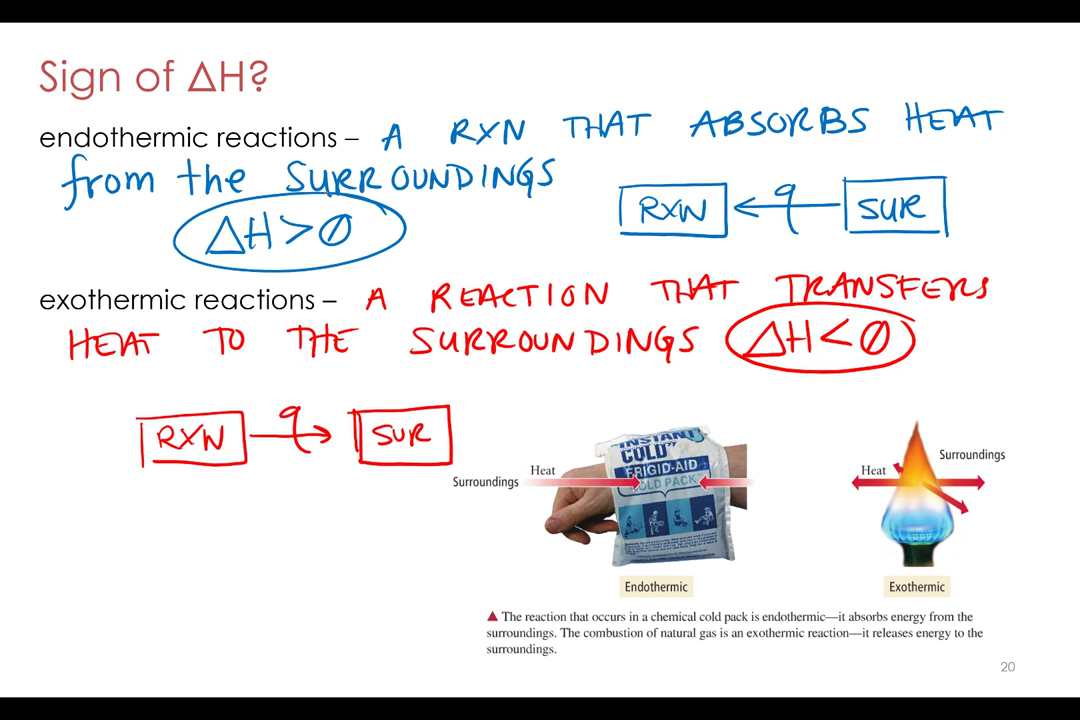 Sign of ΔH?
endothermic reactions – A RXN THAT ABSORBS HEAT
from the SURROUNDINGS
RXN q SUR
ΔH > 0
exothermic reactions – A REACTION THAT TRANSFERS
HEAT TO THE SURROUNDINGS ΔH < 0
RXN q SUR
"INSTANT
COLD"
FRIGID-AID
COLD PACK
Surroundings Heat
Heat Surroundings
Endothermic
Exothermic
▲ The reaction that occurs in a chemical cold pack is endothermic—it absorbs energy from the
surroundings. The combustion of natural gas is an exothermic reaction—it releases energy to the
surroundings.
20